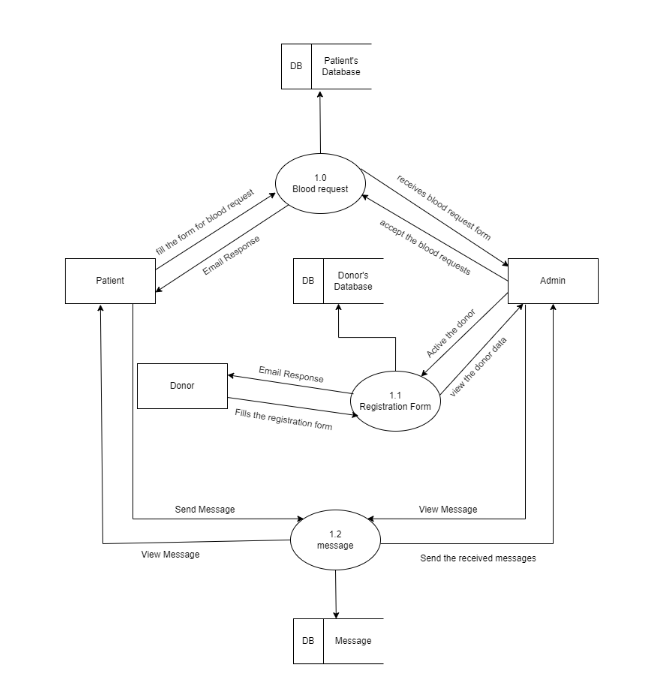 DB
Patient's
Database
1.0
Blood request
receives blood request form
fill the form for blood request
accept the blood requests
Email Response
Patient
DB
Donor's
Database
Admin
Active the donor
view the donor data
Donor
Email Response
Fills the registration form
1.1
Registration Form
Send Message
View Message
1.2
message
View Message
Send the received messages
DB
Message